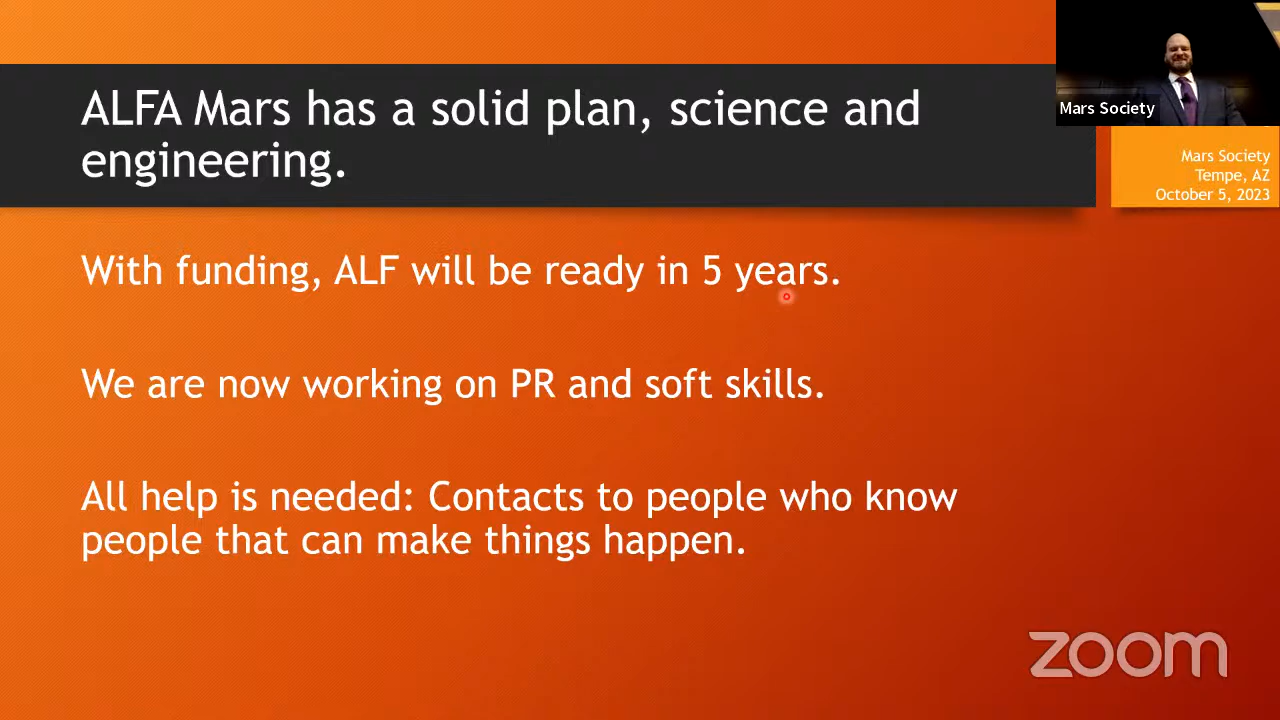 ALFA Mars has a solid plan, science and
engineering.
Mars Society
Mars Society
Tempe, AZ
October 5, 2023
With funding, ALF will be ready in 5 years.
We are now working on PR and soft skills.
All help is needed: Contacts to people who know
people that can make things happen.
zoom